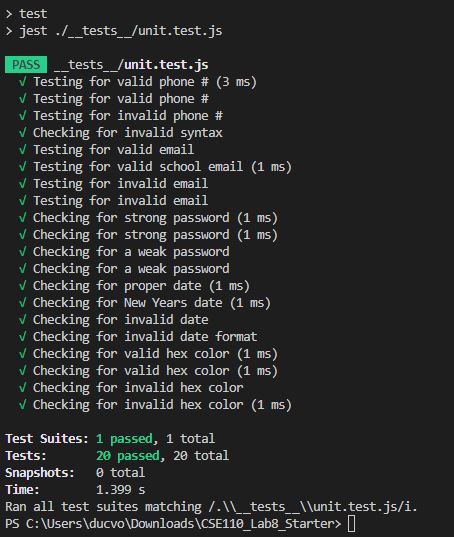 > test
> jest ./__tests__/unit.test.js
PASS __tests__/unit.test.js
√ Testing for valid phone # (3 ms)
√ Testing for valid phone #
√ Testing for invalid phone #
√ Checking for invalid syntax
√ Testing for valid email
√ Testing for valid school email (1 ms)
√ Testing for invalid email
√ Testing for invalid email
√ Checking for strong password (1 ms)
√ Checking for strong password (1 ms)
√ Checking for a weak password
√ Checking for a weak password
√ Checking for proper date (1 ms)
√ Checking for New Years date (1 ms)
√ Checking for invalid date
√ Checking for invalid date format
√ Checking for valid hex color (1 ms)
√ Checking for valid hex color (1 ms)
√ Checking for invalid hex color
√ Checking for invalid hex color (1 ms)
Test Suites: 1 passed, 1 total
Tests: 20 passed, 20 total
Snapshots: 0 total
Time: 1.399 s
Ran all test suites matching /.\\__tests__\\unit.test.js/i.
PS C:\Users\ducvo\Downloads\CSE110_Lab8_Starter>